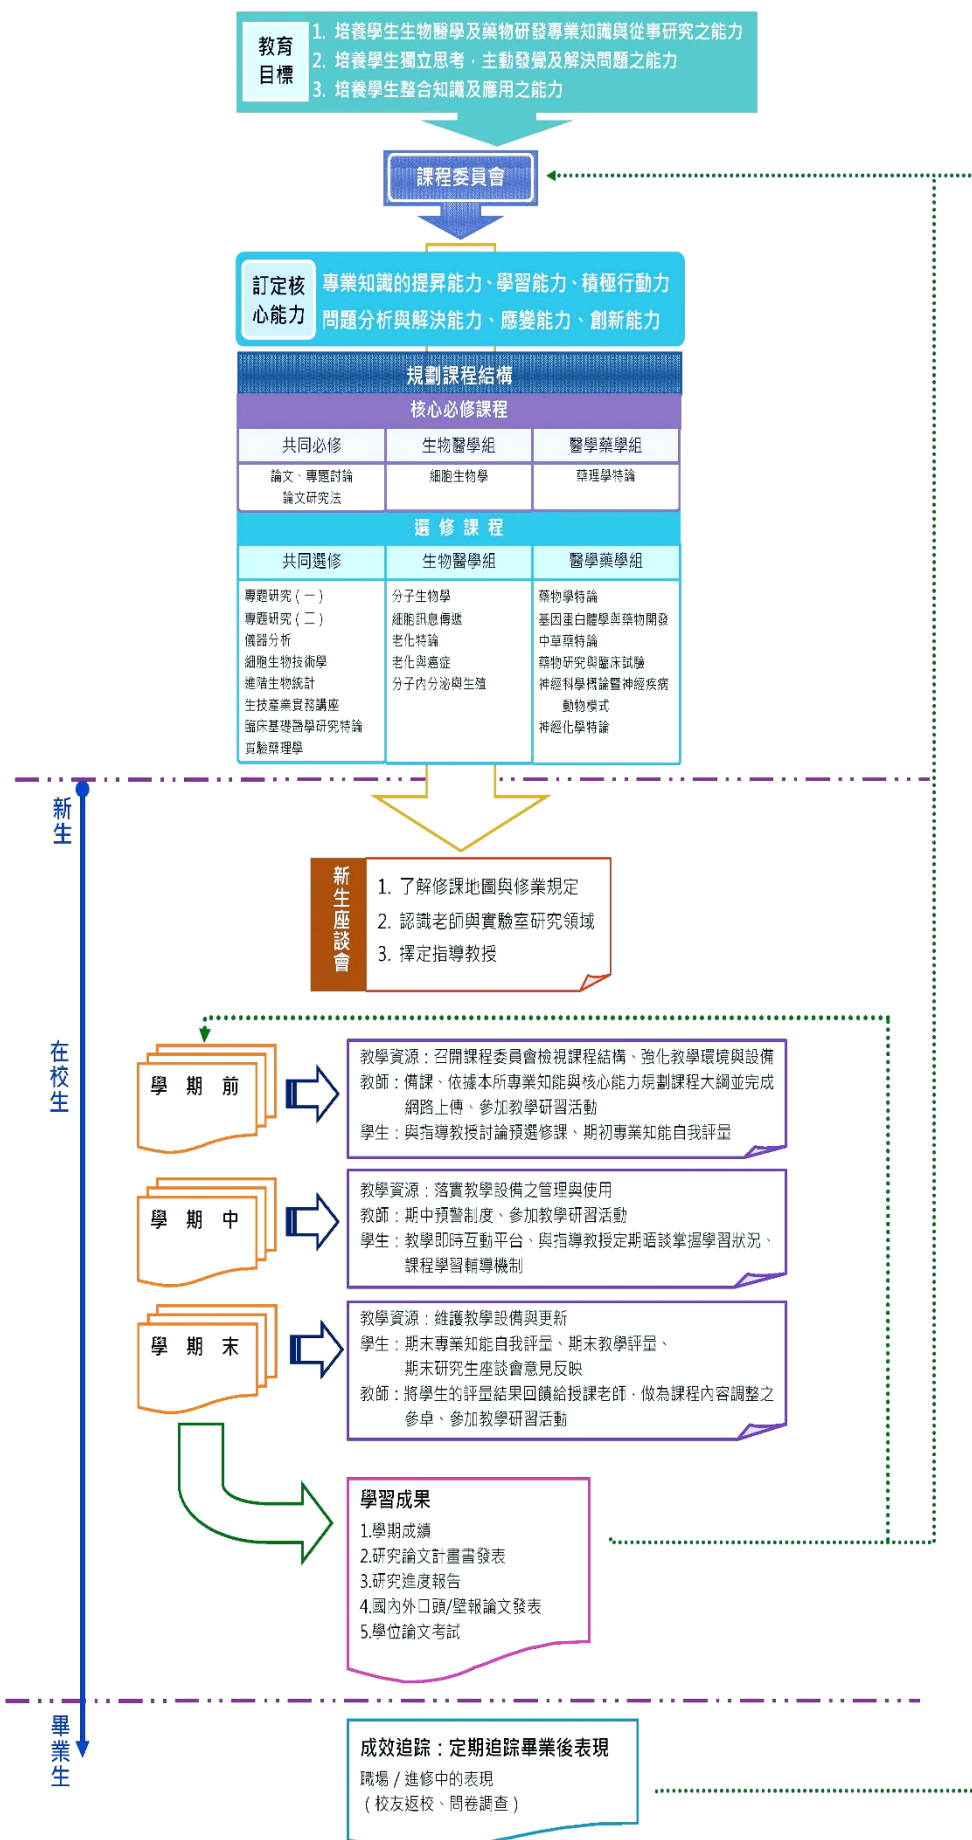 教育
目標
1. 培養學生生物醫學及藥物研發專業知識與從事研究之能力
2. 培養學生獨立思考，主動發覺及解決問題之能力
3. 培養學生整合知識及應用之能力
課程委員會
訂定核
心能力
專業知識的提昇能力、學習能力、積極行動力
問題分析與解決能力、應變能力、創新能力
規劃課程結構
核心必修課程
共同必修 生物醫學組 醫學藥學組
論文、專題討論 細胞生物學 藥理學特論
論文研究法
選 修 課 程
共同選修 生物醫學組 醫學藥學組
專題研究（一） 分子生物學 藥物學特論
專題研究（二） 細胞訊息傳遞 基因蛋白體學與藥物開發
儀器分析 老化特論 中草藥特論
細胞生物技術學 老化與癌症 藥物研究與臨床試驗
進階生物統計 分子內分泌與生殖 神經科學概論暨神經疾病
生技產業實務講座 動物模式
臨床基礎醫學研究特論 神經化學特論
實驗藥理學
新生
新生座談會
1. 了解修課地圖與修業規定
2. 認識老師與實驗室研究領域
3. 擇定指導教授
在校生
學 期 前
教學資源：召開課程委員會檢視課程結構、強化教學環境與設備
教師：備課、依據本所專業知能與核心能力規劃課程大綱並完成
網路上傳、參加教學研習活動
學生：與指導教授討論預選修課、期初專業知能自我評量
學 期 中
教學資源：落實教學設備之管理與使用
教師：期中預警制度、參加教學研習活動
學生：教學即時互動平台、與指導教授定期晤談掌握學習狀況、
課程學習輔導機制
學 期 末
教學資源：維護教學設備與更新
學生：期末專業知能自我評量、期末教學評量、
期末研究生座談會意見反映
教師：將學生的評量結果回饋給授課老師，做為課程內容調整之
參卓、參加教學研習活動
學習成果
1.學期成績
2.研究論文計畫書發表
3.研究進度報告
4.國內外口頭/壁報論文發表
5.學位論文考試
畢業生
成效追踪：定期追踪畢業後表現
職場 / 進修中的表現
（校友返校、問卷調查）